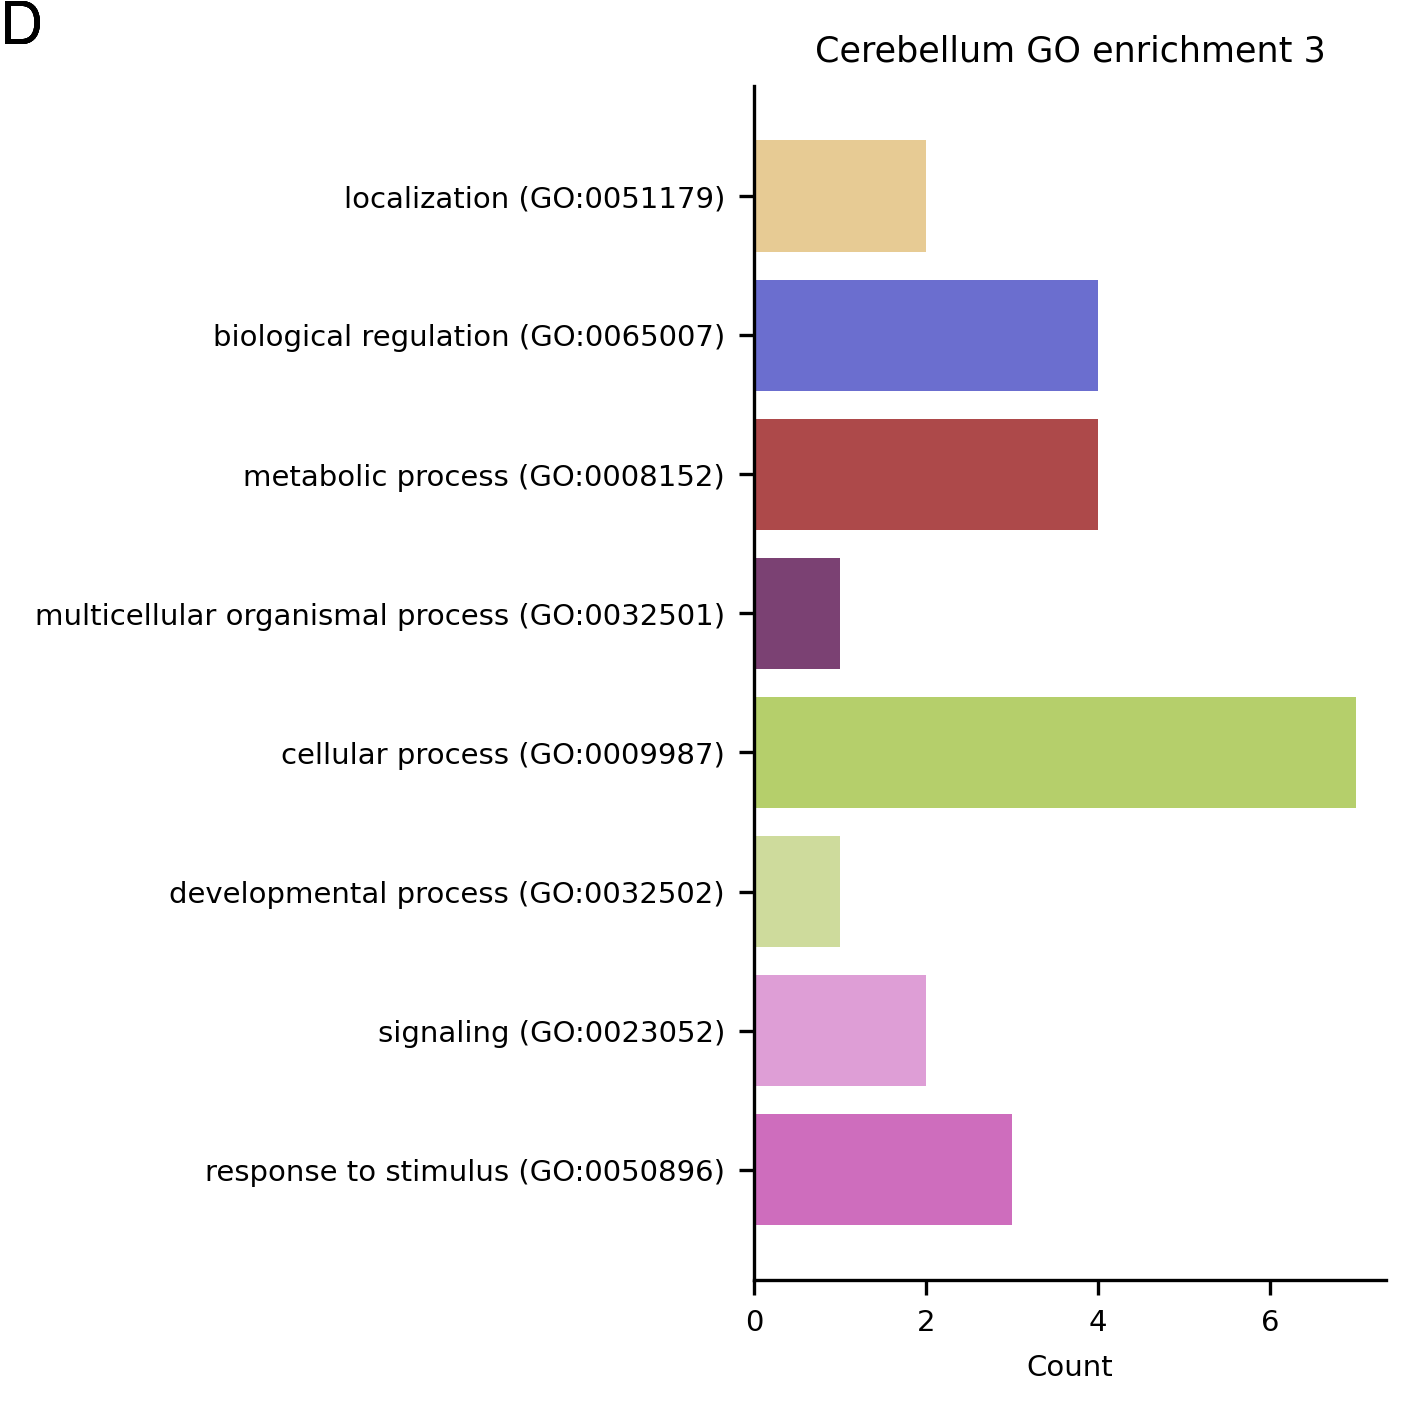 D
Cerebellum GO enrichment 3
localization (GO:0051179)
biological regulation (GO:0065007)
metabolic process (GO:0008152)
multicellular organismal process (GO:0032501)
cellular process (GO:0009987)
developmental process (GO:0032502)
signaling (GO:0023052)
response to stimulus (GO:0050896)
0 2 4 6
Count